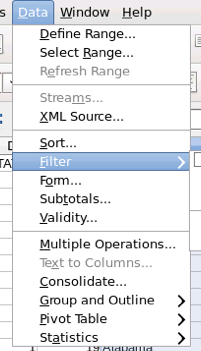 s Data Window Help
Define Range...
Select Range...
Refresh Range
Streams...
XML Source...
Sort...
Filter
Form...
Subtotals...
Validity...
Multiple Operations...
Text to Columns...
Consolidate...
Group and Outline
Pivot Table
Statistics
19 Alabama